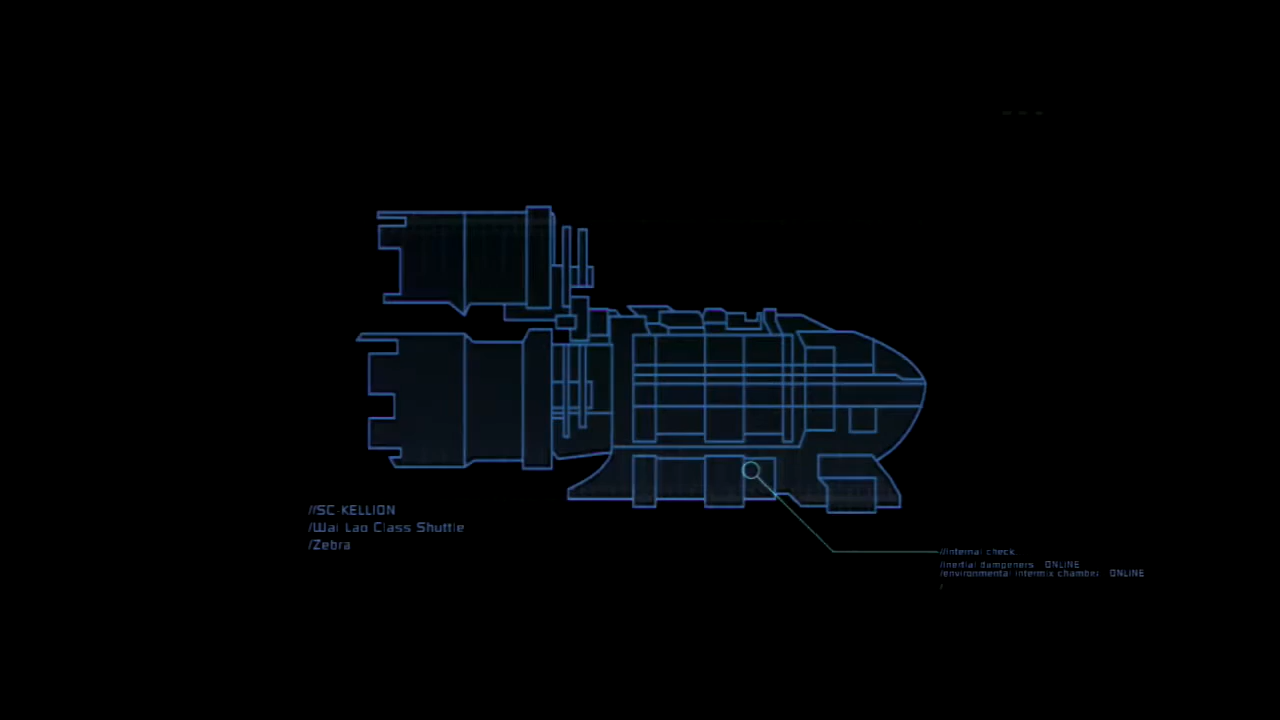 //SC-KELLION
/Wai Lao Class Shuttle
/Zebra
//internal check:
/inertial dampeners ONLINE
/environmental intermix chamber ONLINE
/